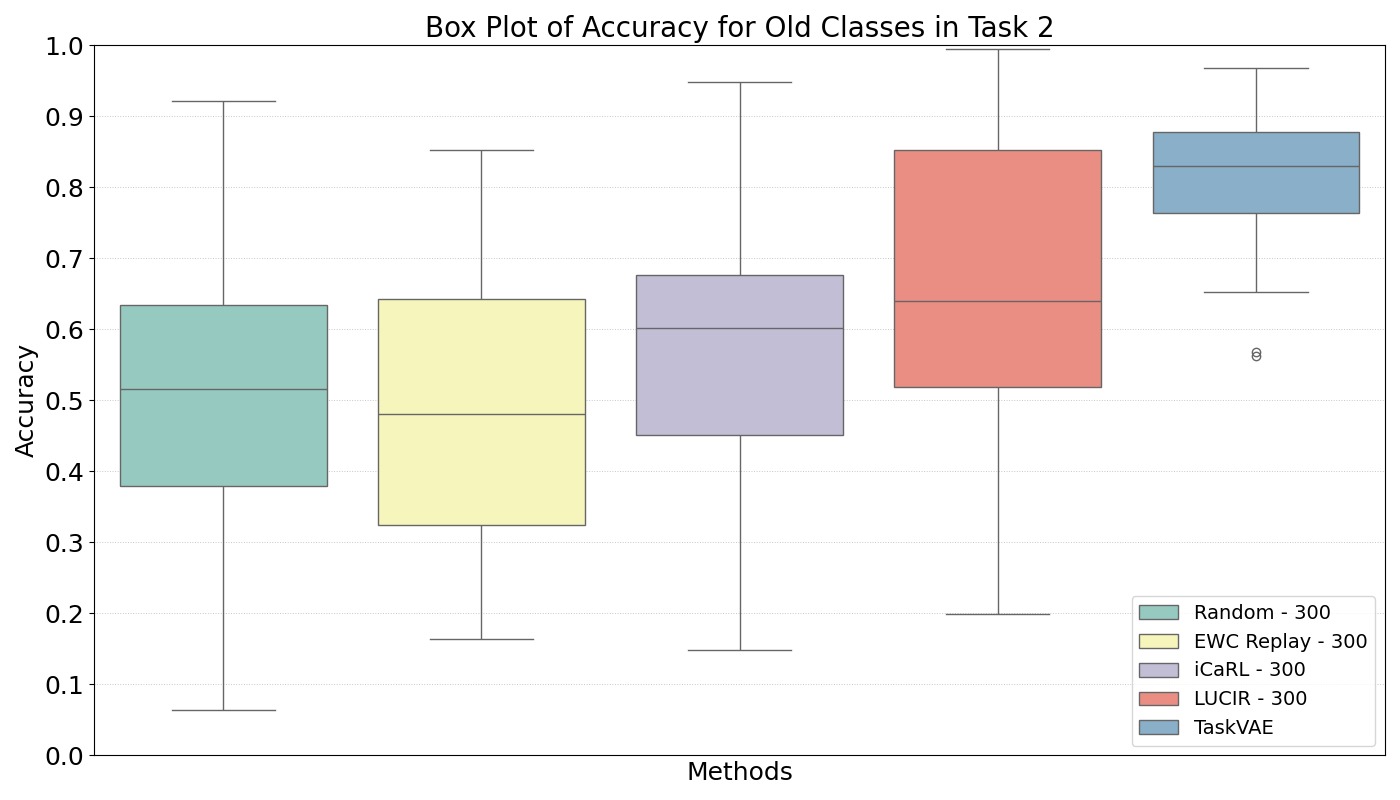 Box Plot of Accuracy for Old Classes in Task 2
1.0
0.9
0.8
0.7
0.6
0.5
0.4
0.3
0.2
0.1
0.0
Accuracy
Methods
Random - 300
EWC Replay - 300
iCaRL - 300
LUCIR - 300
TaskVAE